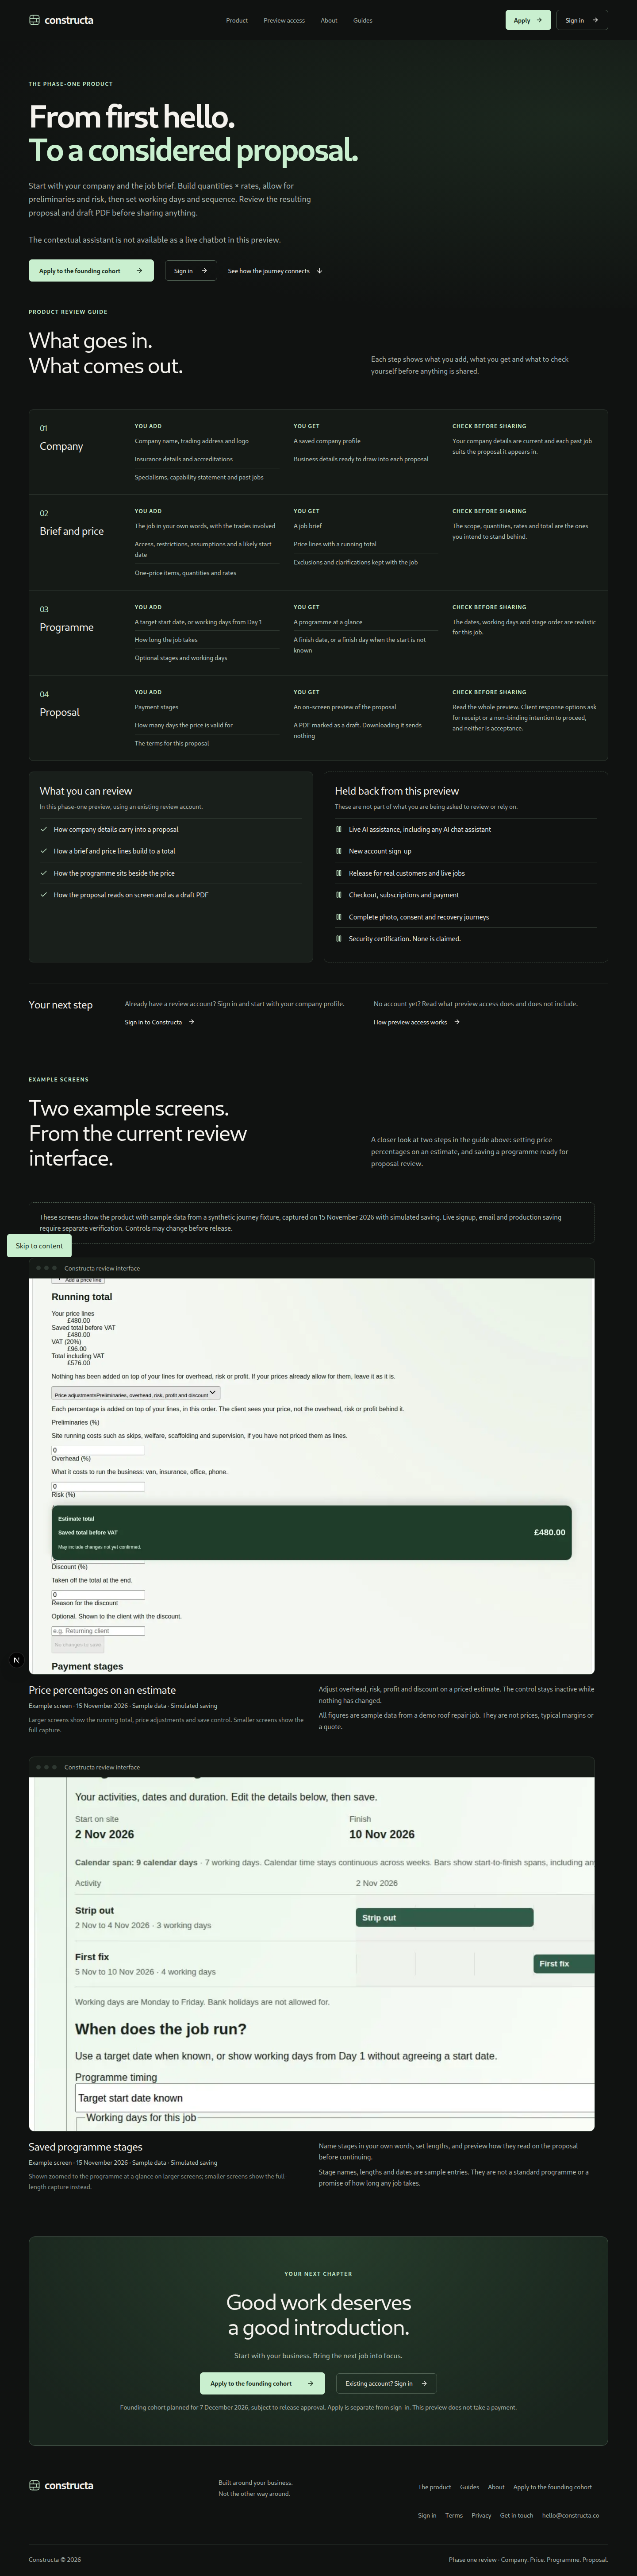 constructa
Product Preview access About Guides
Apply
Sign in
THE PHASE-ONE PRODUCT
From first hello.
To a considered proposal.
Start with your company and the job brief. Build quantities × rates, allow for
preliminaries and risk, then set working days and sequence. Review the resulting
proposal and draft PDF before sharing anything.
The contextual assistant is not available as a live chatbot in this preview.
Apply to the founding cohort
Sign in
See how the journey connects
PRODUCT REVIEW GUIDE
What goes in.
What comes out.
Each step shows what you add, what you get and what to check
yourself before anything is shared.
01
Company
YOU ADD
Company name, trading address and logo
Insurance details and accreditations
Specialisms, capability statement and past jobs
YOU GET
A saved company profile
Business details ready to draw into each proposal
CHECK BEFORE SHARING
Your company details are current and each past job
suits the proposal it appears in.
02
Brief and price
YOU ADD
The job in your own words, with the trades involved
Access, restrictions, assumptions and a likely start
date
One-price items, quantities and rates
YOU GET
A job brief
Price lines with a running total
Exclusions and clarifications kept with the job
CHECK BEFORE SHARING
The scope, quantities, rates and total are the ones
you intend to stand behind.
03
Programme
YOU ADD
A target start date, or working days from Day 1
How long the job takes
Optional stages and working days
YOU GET
A programme at a glance
A finish date, or a finish day when the start is not
known
CHECK BEFORE SHARING
The dates, working days and stage order are realistic
for this job.
04
Proposal
YOU ADD
Payment stages
How many days the price is valid for
The terms for this proposal
YOU GET
An on-screen preview of the proposal
A PDF marked as a draft. Downloading it sends
nothing
CHECK BEFORE SHARING
Read the whole preview. Client response options ask
for receipt or a non-binding intention to proceed,
and neither is acceptance.
What you can review
In this phase-one preview, using an existing review account.
How company details carry into a proposal
How a brief and price lines build to a total
How the programme sits beside the price
How the proposal reads on screen and as a draft PDF
Held back from this preview
These are not part of what you are being asked to review or rely on.
Live AI assistance, including any AI chat assistant
New account sign-up
Release for real customers and live jobs
Checkout, subscriptions and payment
Complete photo, consent and recovery journeys
Security certification. None is claimed.
Your next step
Already have a review account? Sign in and start with your company profile.
Sign in to Constructa
No account yet? Read what preview access does and does not include.
How preview access works
EXAMPLE SCREENS
Two example screens.
From the current review
interface.
A closer look at two steps in the guide above: setting price
percentages on an estimate, and saving a programme ready for
proposal review.
These screens show the product with sample data from a synthetic journey fixture, captured on 15 November 2026 with simulated saving. Live signup, email and production saving
require separate verification. Controls may change before release.
Skip to content
Constructa review interface
Add a price line
Running total
Your price lines
£480.00
Saved total before VAT
£480.00
VAT (20%)
£96.00
Total including VAT
£576.00
Nothing has been added on top of your lines for overhead, risk or profit. If your prices already allow for them, leave it as is.
Price adjustmentsPreliminaries, overhead, risk, profit and discount
Each percentage is added on top of your lines, in this order. The client sees your price, not the overhead, risk or profit behind it.
Preliminaries (%)
Site running costs such as skips, welfare, scaffolding and supervision, if you have not priced them as lines.
0
Overhead (%)
What it costs to run the business: van, insurance, office, phone.
0
Risk (%)
Estimate total
Saved total before VAT
£480.00
May include changes not yet confirmed.
Discount (%)
Taken off the total at the end.
0
Reason for the discount
Optional. Shown to the client with the discount.
e.g. Returning client
No changes to save
Payment stages
N
Price percentages on an estimate
Example screen · 15 November 2026 · Sample data · Simulated saving
Larger screens show the running total, price adjustments and save control. Smaller screens show the
full capture.
Adjust overhead, risk, profit and discount on a priced estimate. The control stays inactive while
nothing has changed.
All figures are sample data from a demo roof repair job. They are not prices, typical margins or
a quote.
Constructa review interface
Your activities, dates and duration. Edit the details below, then save.
Start on site
2 Nov 2026
Finish
10 Nov 2026
Calendar span: 9 calendar days · 7 working days. Calendar time stays continuous across weeks. Bars show start-to-finish spans, including
Activity
2 Nov 2026
Strip out
2 Nov to 4 Nov 2026 · 3 working days
Strip out
First fix
5 Nov to 10 Nov 2026 · 4 working days
First fix
Working days are Monday to Friday. Bank holidays are not allowed for.
When does the job run?
Use a target date when known, or show working days from Day 1 without agreeing a start date.
Programme timing
Target start date known
Working days for this job
Saved programme stages
Example screen · 15 November 2026 · Sample data · Simulated saving
Shown zoomed to the programme at a glance on larger screens; smaller screens show the full-
length capture instead.
Name stages in your own words, set lengths, and preview how they read on the proposal
before continuing.
Stage names, lengths and dates are sample entries. They are not a standard programme or a
promise of how long any job takes.
YOUR NEXT CHAPTER
Good work deserves
a good introduction.
Start with your business. Bring the next job into focus.
Apply to the founding cohort
Existing account? Sign in
Founding cohort planned for 7 December 2026, subject to release approval. Apply is separate from sign-in. This preview does not take a payment.
constructa
Built around your business.
Not the other way around.
The product Guides About Apply to the founding cohort
Sign in Terms Privacy Get in touch hello@constructa.co
Constructa © 2026
Phase one review · Company. Price. Programme. Proposal.